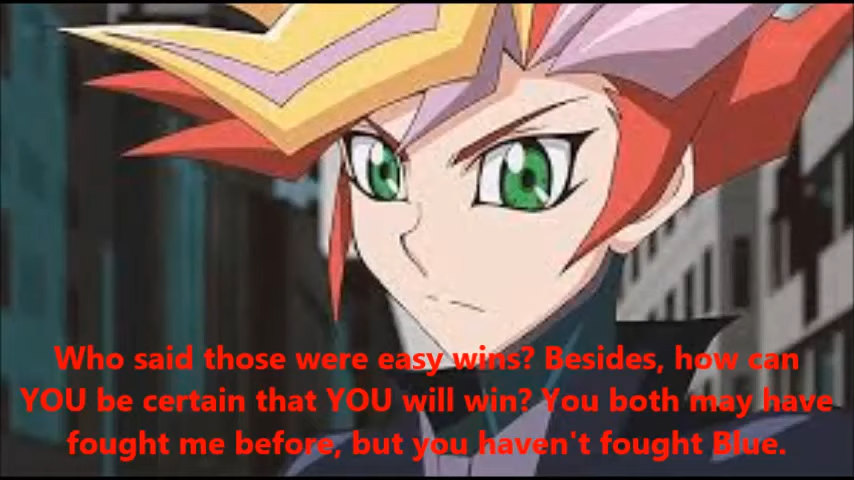 Who said those were easy wins? Besides, how can
YOU be certain that YOU will win? You both may have
fought me before, but you haven't fought Blue.